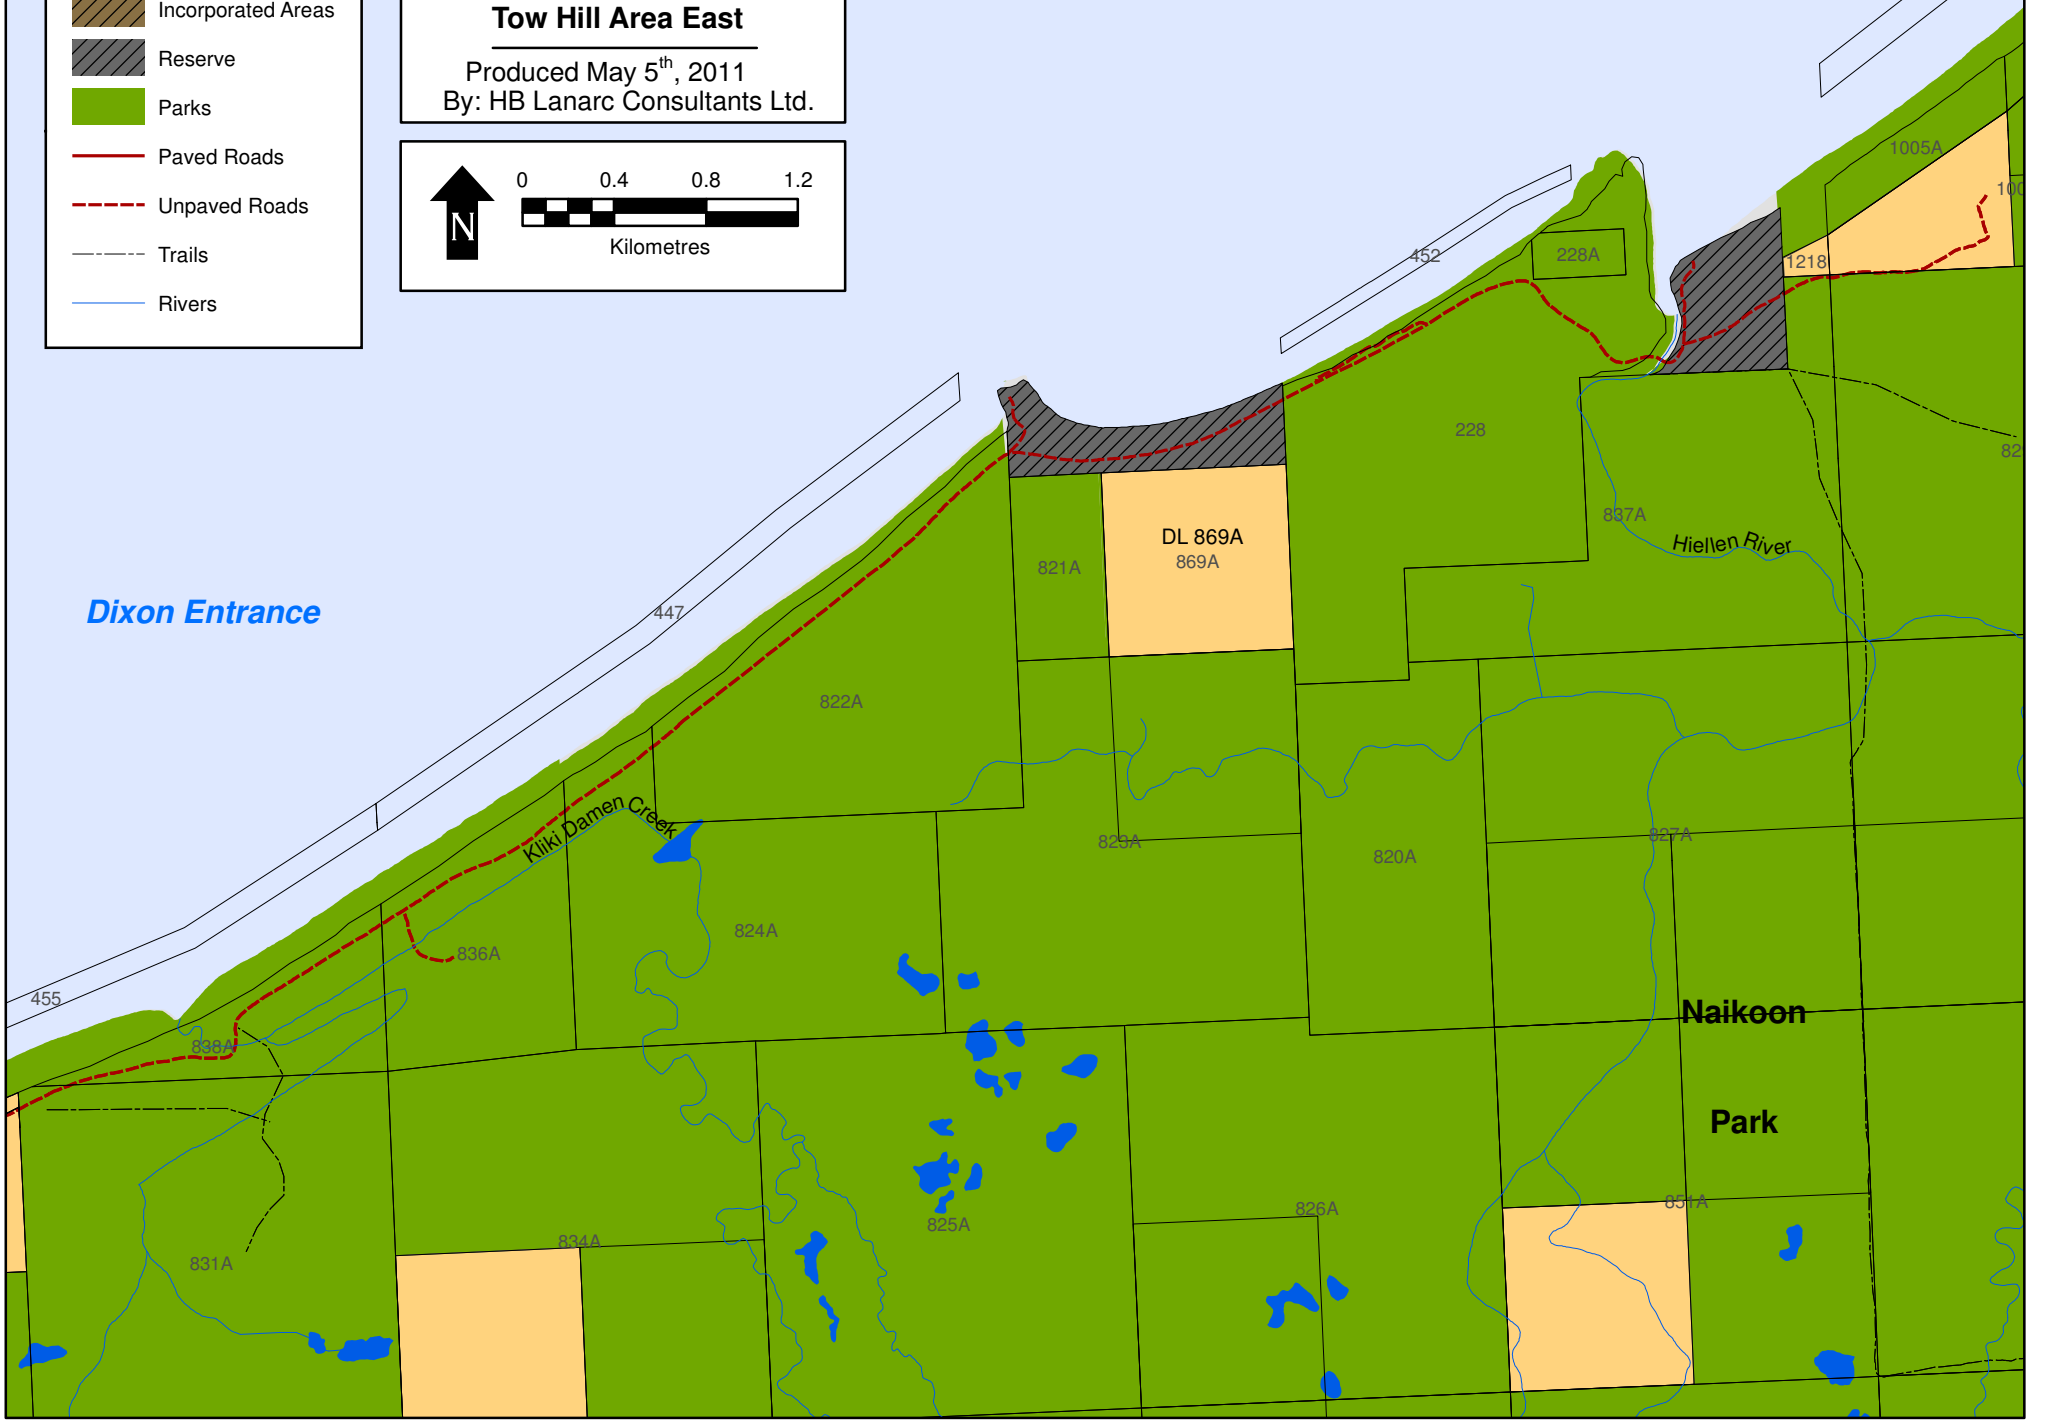 Incorporated Areas
Reserve
Parks
Paved Roads
Unpaved Roads
Trails
Rivers
Tow Hill Area East
Produced May 5th, 2011
By: HB Lanarc Consultants Ltd.
N
0 0.4 0.8 1.2
Kilometres
1005A
100
1218
228A
452
228
829
837A
Hiellen River
DL 869A
869A
821A
Dixon Entrance
447
822A
Kliki Damen Creek
823A
820A
827A
824A
836A
455
838A
Naikoon
Park
851A
826A
825A
834A
831A